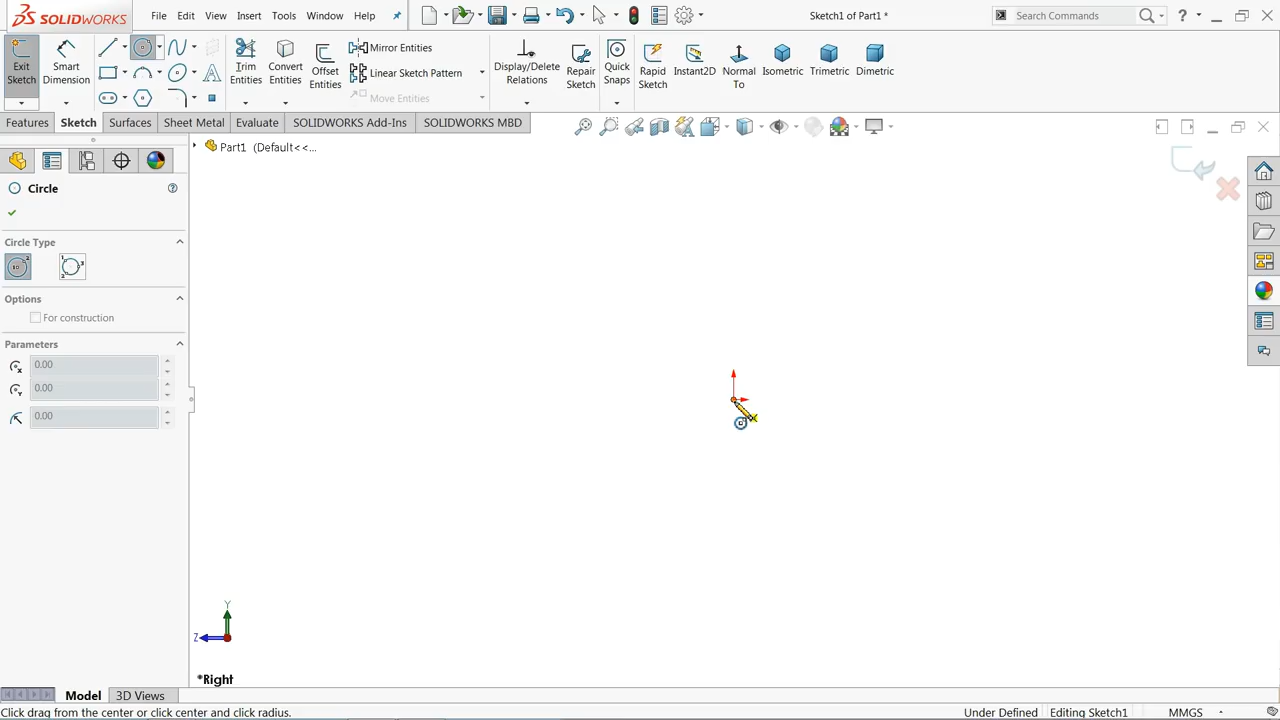 SOLIDWORKS
File Edit View Insert Tools Window Help
Sketch1 of Part1 *
Search Commands
Exit Sketch
Smart Dimension
Trim Entities
Convert Entities
Offset Entities
Mirror Entities
Linear Sketch Pattern
Move Entities
Display/Delete Relations
Repair Sketch
Quick Snaps
Rapid Sketch
Instant2D
Normal To
Isometric
Trimetric
Dimetric
Features Sketch Surfaces Sheet Metal Evaluate SOLIDWORKS Add-Ins SOLIDWORKS MBD
Part1 (Default<<...
Circle
Circle Type
Options
For construction
Parameters
0.00
0.00
0.00
Y
Z
*Right
Model 3D Views
Click drag from the center or click center and click radius.
Under Defined Editing Sketch1 MMGS